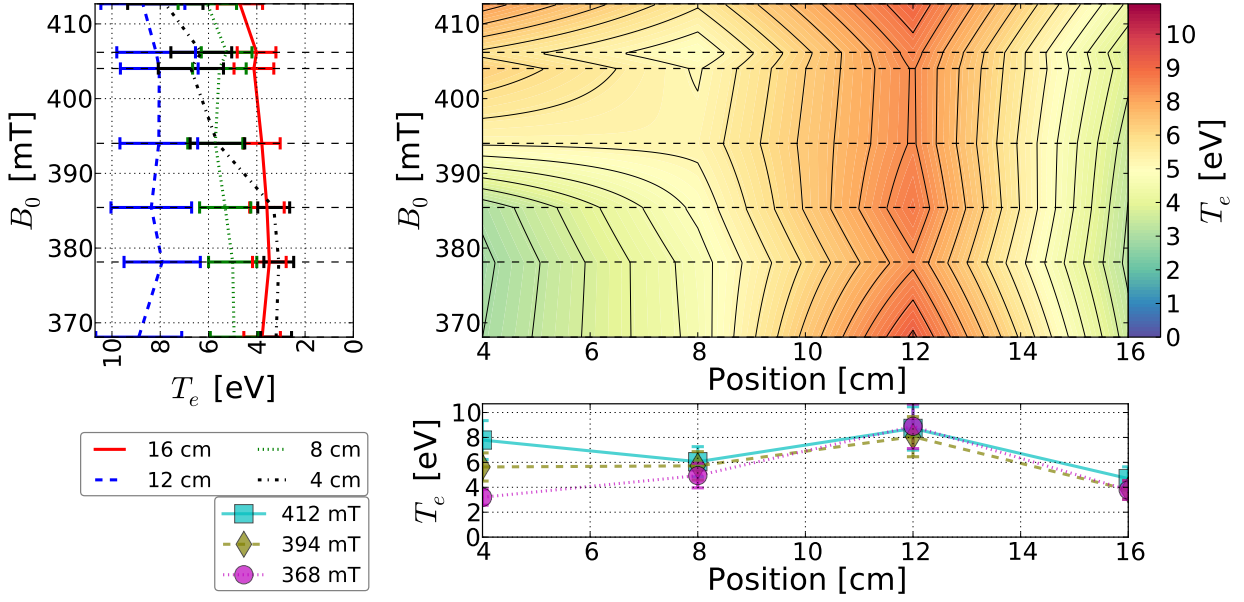 410
400
390
380
370
B₀ [mT]
10 8 6 4 2 0
Tₑ [eV]
410
400
390
380
370
B₀ [mT]
4 6 8 10 12 14 16
Position [cm]
10
9
8
7
6
5
4
3
2
1
0
Tₑ [eV]
16 cm 8 cm
12 cm 4 cm
412 mT
394 mT
368 mT
10
8
6
4
2
0
Tₑ [eV]
4 6 8 10 12 14 16
Position [cm]